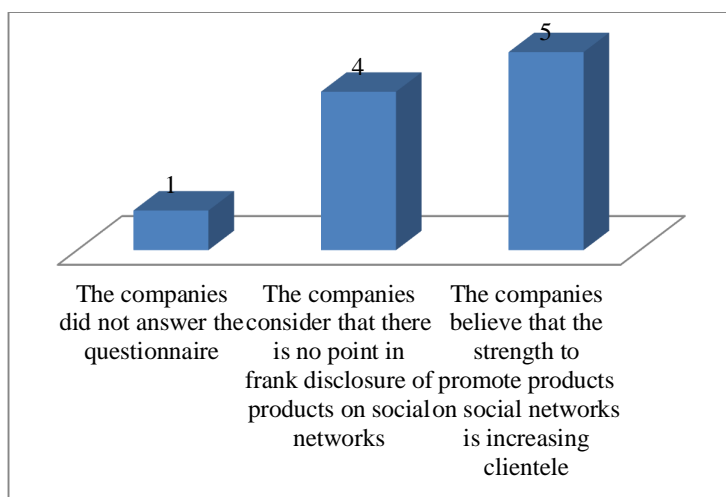 1
4
5
The companies
did not answer the
questionnaire
The companies
consider that there
is no point in
frank disclosure of
products on social
networks
The companies
believe that the
strength to
promote products
on social networks
is increasing
clientele